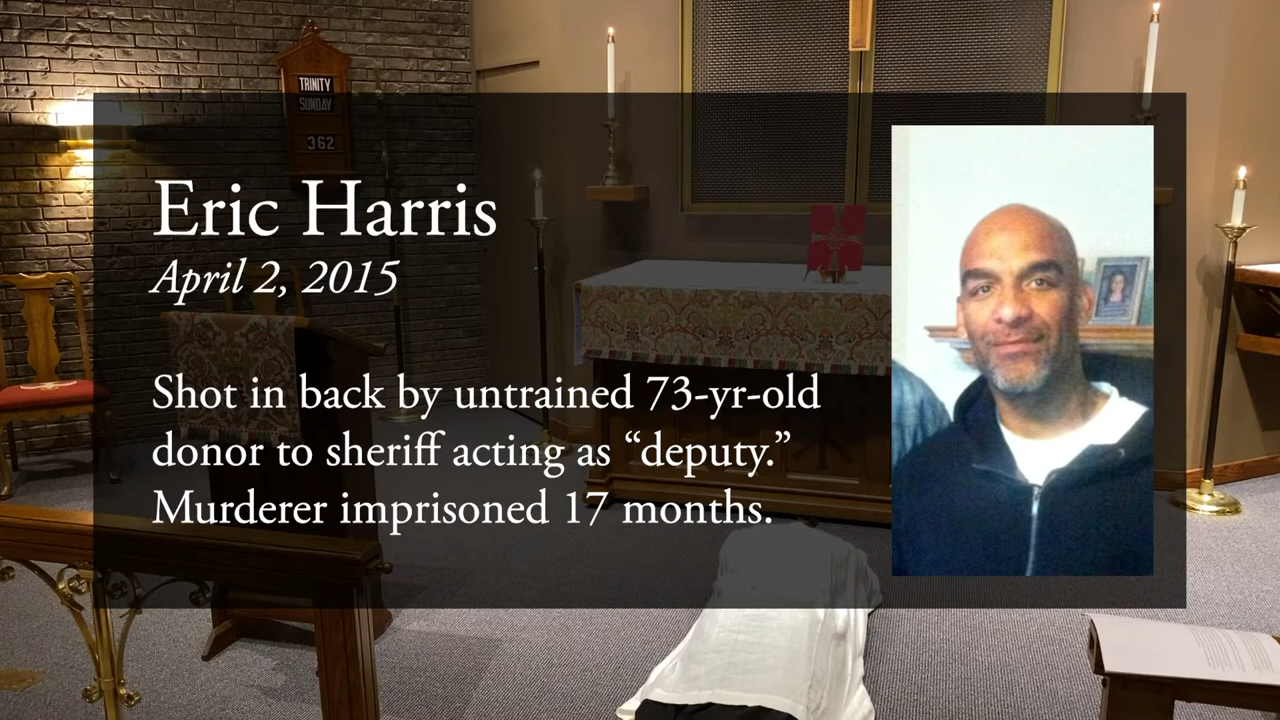 TRINITY
SUNDAY
362
Eric Harris
April 2, 2015
Shot in back by untrained 73-yr-old
donor to sheriff acting as “deputy.”
Murderer imprisoned 17 months.